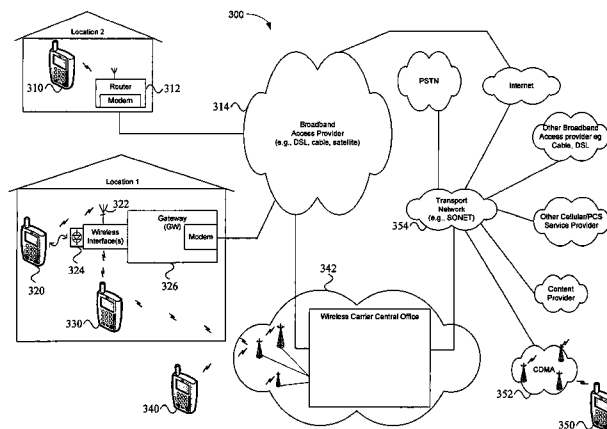 300
Location 2
310
Router
Modem
312
314
Broadband
Access Provider
(e.g., DSL, cable, satellite)
PSTN
Internet
Other Broadband
Access provider eg
Cable, DSL
Transport
Network
(e.g., SONET)
354
Other Cellular/PCS
Service Provider
Content
Provider
Location 1
322
Gateway
(GW)
Wireless
Interface(s)
Modem
320
324
326
330
342
Wireless Carrier Central Office
340
CDMA
352
350